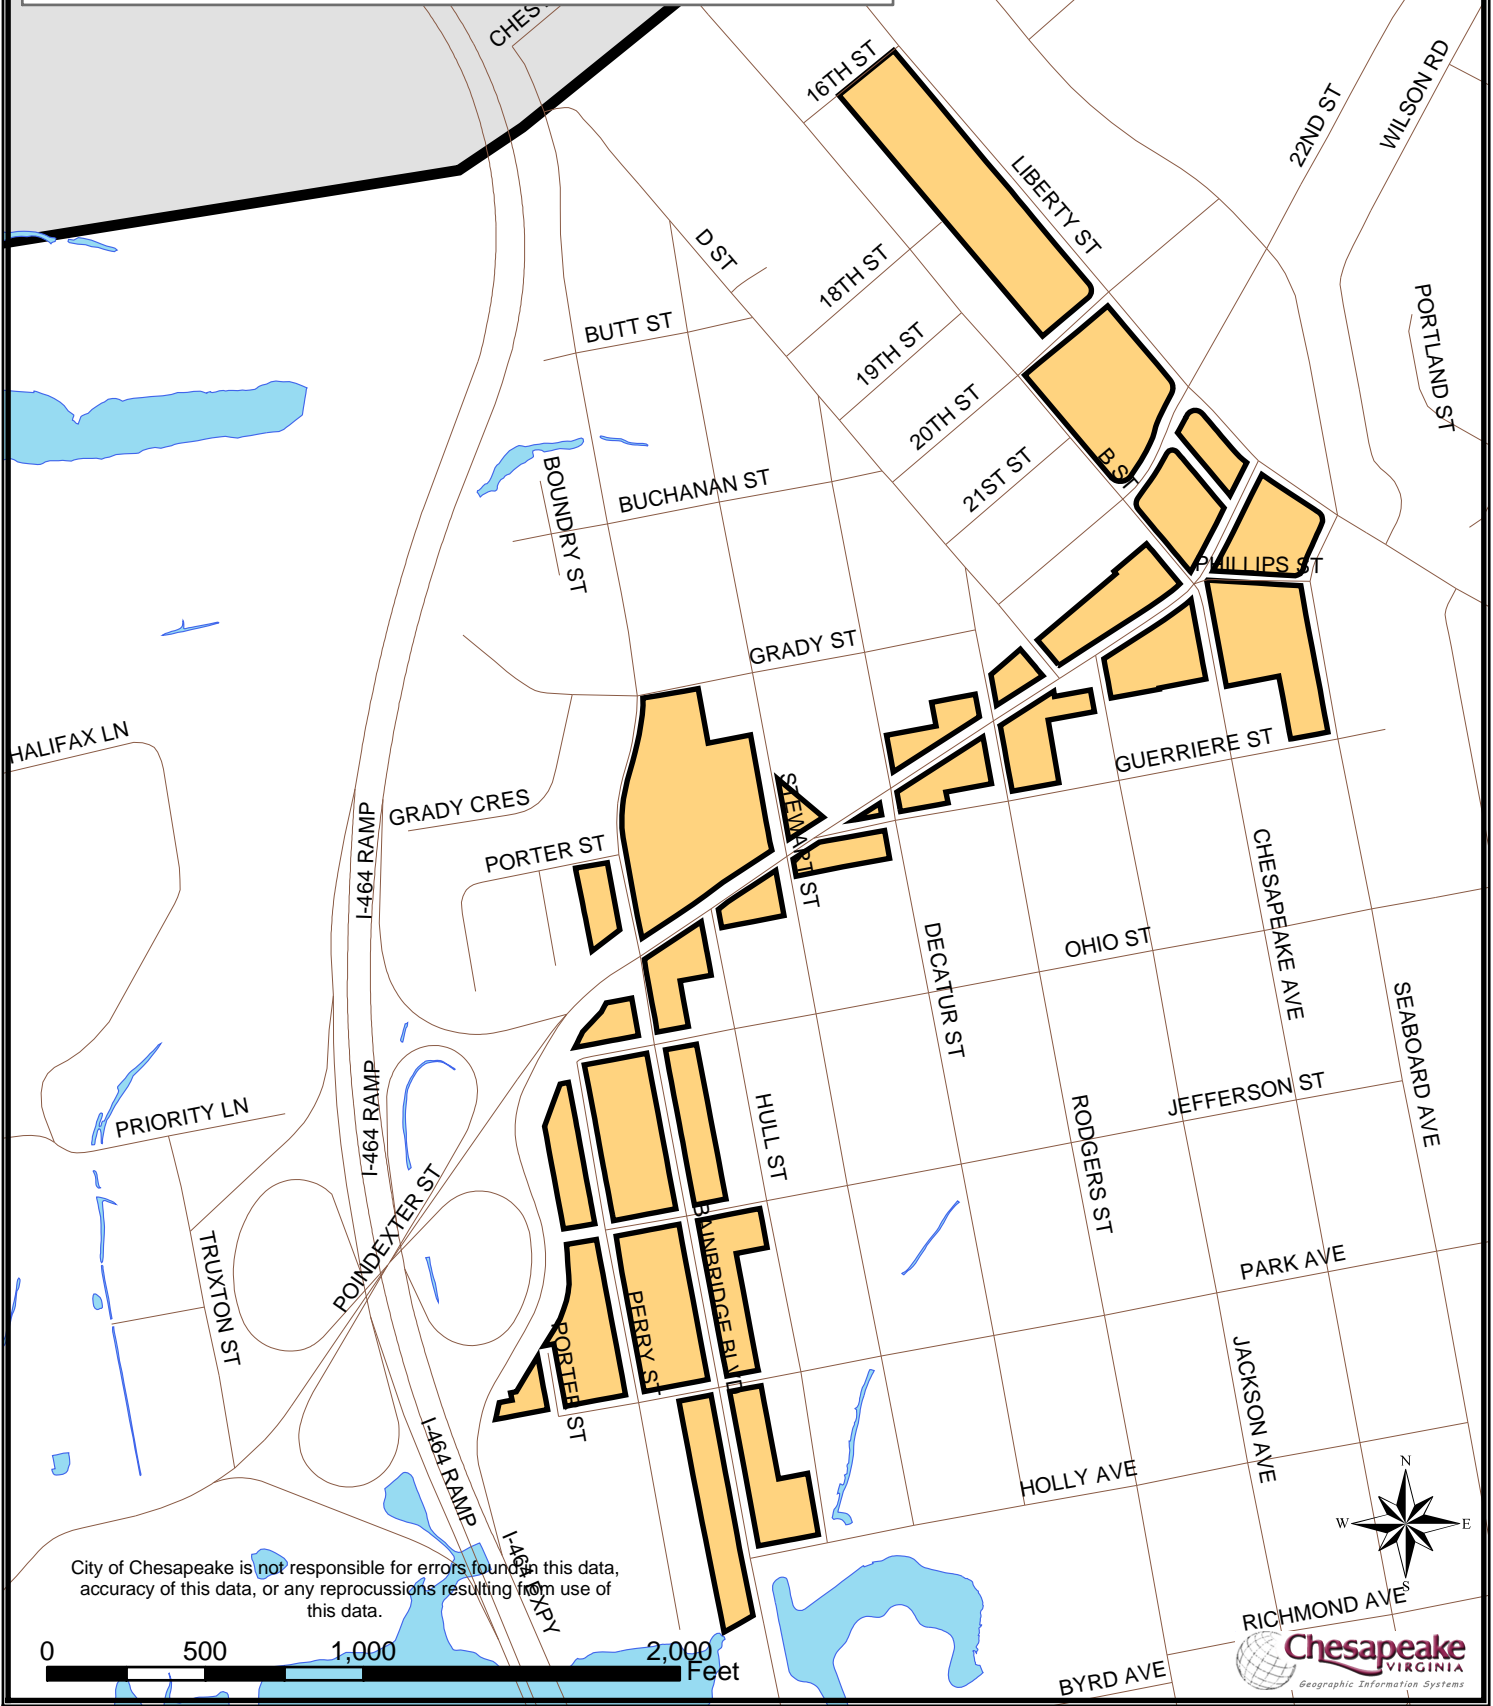 CHES
16TH ST
22ND ST
WILSON RD
LIBERTY ST
D ST
18TH ST
PORTLAND ST
BUTT ST
19TH ST
20TH ST
B ST
21ST ST
BOUNDRY ST
BUCHANAN ST
PHILLIPS ST
GRADY ST
HALIFAX LN
GUERRIERE ST
STEWART ST
GRADY CRES
I-464 RAMP
PORTER ST
CHESAPEAKE AVE
DECATUR ST
OHIO ST
SEABOARD AVE
I-464 RAMP
JEFFERSON ST
HULL ST
RODGERS ST
PRIORITY LN
POINDEXTER ST
TRUXTON ST
BAINBRIDGE BLVD
PARK AVE
PERRY ST
PORTER ST
JACKSON AVE
I-464 RAMP
HOLLY AVE
N
W
E
S
I-464 EXPY
City of Chesapeake is not responsible for errors found in this data,
accuracy of this data, or any reprocussions resulting from use of
this data.
RICHMOND AVE
0 500 1,000 2,000
Feet
BYRD AVE
Chesapeake
VIRGINIA
Geographic Information Systems